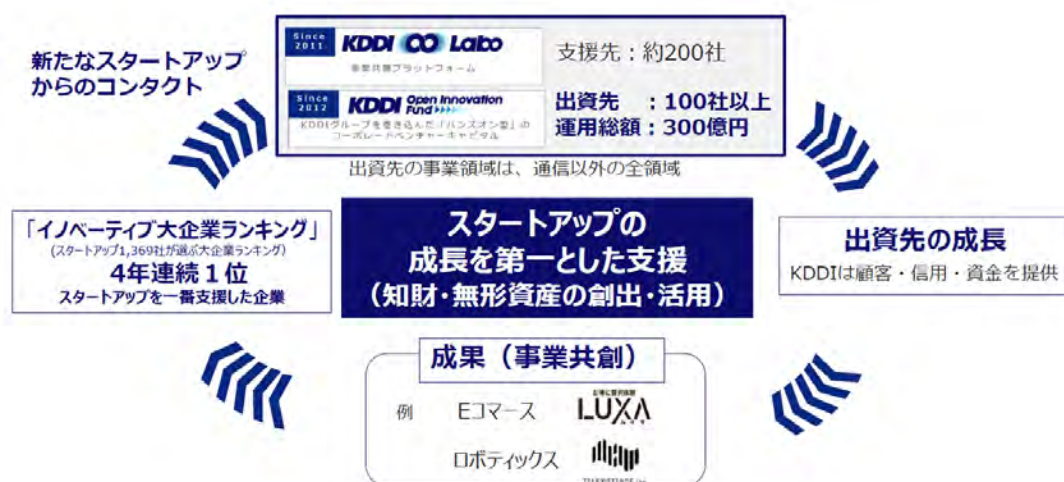 新たなスタートアップ
からのコンタクト
Since
2011
KDDI ∞ Labo
事業共創プラットフォーム
支援先：約200社
Since
2012
KDDI Open Innovation
Fund
KDDIグループを巻き込んだ「ハンズオン型」の
コーポレートベンチャーキャピタル
出資先　：100社以上
運用総額：300億円
出資先の事業領域は、通信以外の全領域
「イノベーティブ大企業ランキング」
(スタートアップ1,369社が選ぶ大企業ランキング)
4年連続１位
スタートアップを一番支援した企業
スタートアップの
成長を第一とした支援
（知財・無形資産の創出・活用）
出資先の成長
KDDIは顧客・信用・資金を提供
成果（事業共創）
例　Eコマース
LUXA
ロボティックス